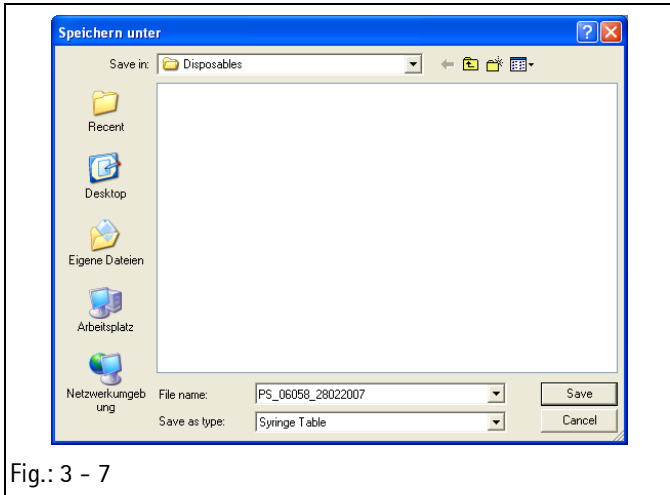 Speichern unter
Save in: Disposables
Recent
Desktop
Eigene Dateien
Arbeitsplatz
Netzwerkumgeb
ung
File name: PS_06058_28022007 Save
Save as type: Syringe Table Cancel
Fig.: 3 – 7